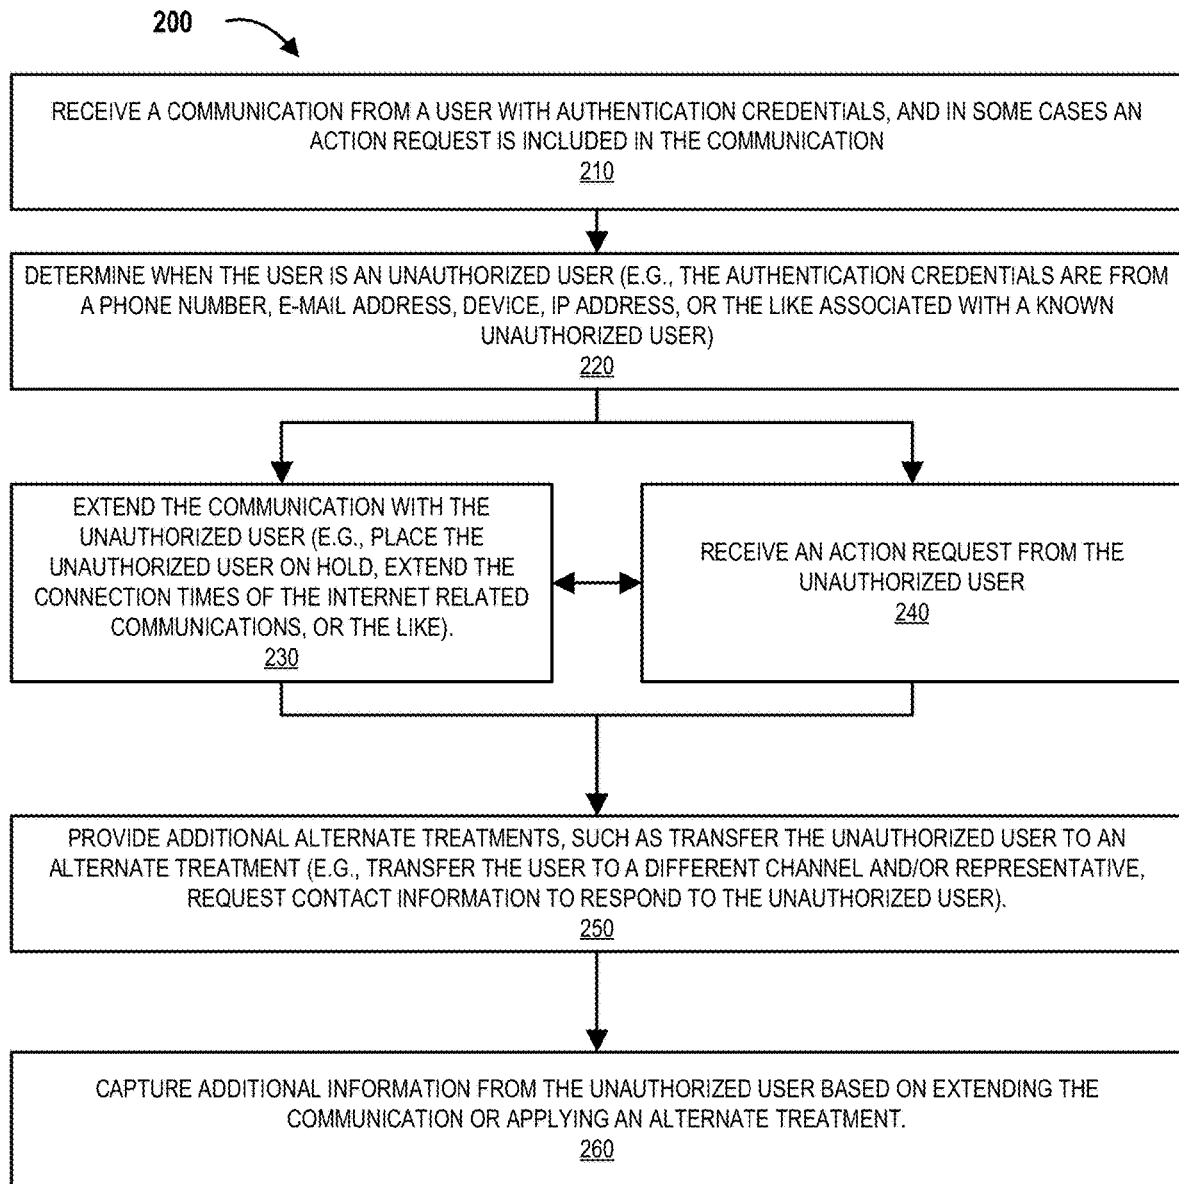 200
RECEIVE A COMMUNICATION FROM A USER WITH AUTHENTICATION CREDENTIALS, AND IN SOME CASES AN
ACTION REQUEST IS INCLUDED IN THE COMMUNICATION
210
DETERMINE WHEN THE USER IS AN UNAUTHORIZED USER (E.G., THE AUTHENTICATION CREDENTIALS ARE FROM
A PHONE NUMBER, E-MAIL ADDRESS, DEVICE, IP ADDRESS, OR THE LIKE ASSOCIATED WITH A KNOWN
UNAUTHORIZED USER)
220
EXTEND THE COMMUNICATION WITH THE
UNAUTHORIZED USER (E.G., PLACE THE
UNAUTHORIZED USER ON HOLD, EXTEND THE
CONNECTION TIMES OF THE INTERNET RELATED
COMMUNICATIONS, OR THE LIKE).
230
RECEIVE AN ACTION REQUEST FROM THE
UNAUTHORIZED USER
240
PROVIDE ADDITIONAL ALTERNATE TREATMENTS, SUCH AS TRANSFER THE UNAUTHORIZED USER TO AN
ALTERNATE TREATMENT (E.G., TRANSFER THE USER TO A DIFFERENT CHANNEL AND/OR REPRESENTATIVE,
REQUEST CONTACT INFORMATION TO RESPOND TO THE UNAUTHORIZED USER).
250
CAPTURE ADDITIONAL INFORMATION FROM THE UNAUTHORIZED USER BASED ON EXTENDING THE
COMMUNICATION OR APPLYING AN ALTERNATE TREATMENT.
260